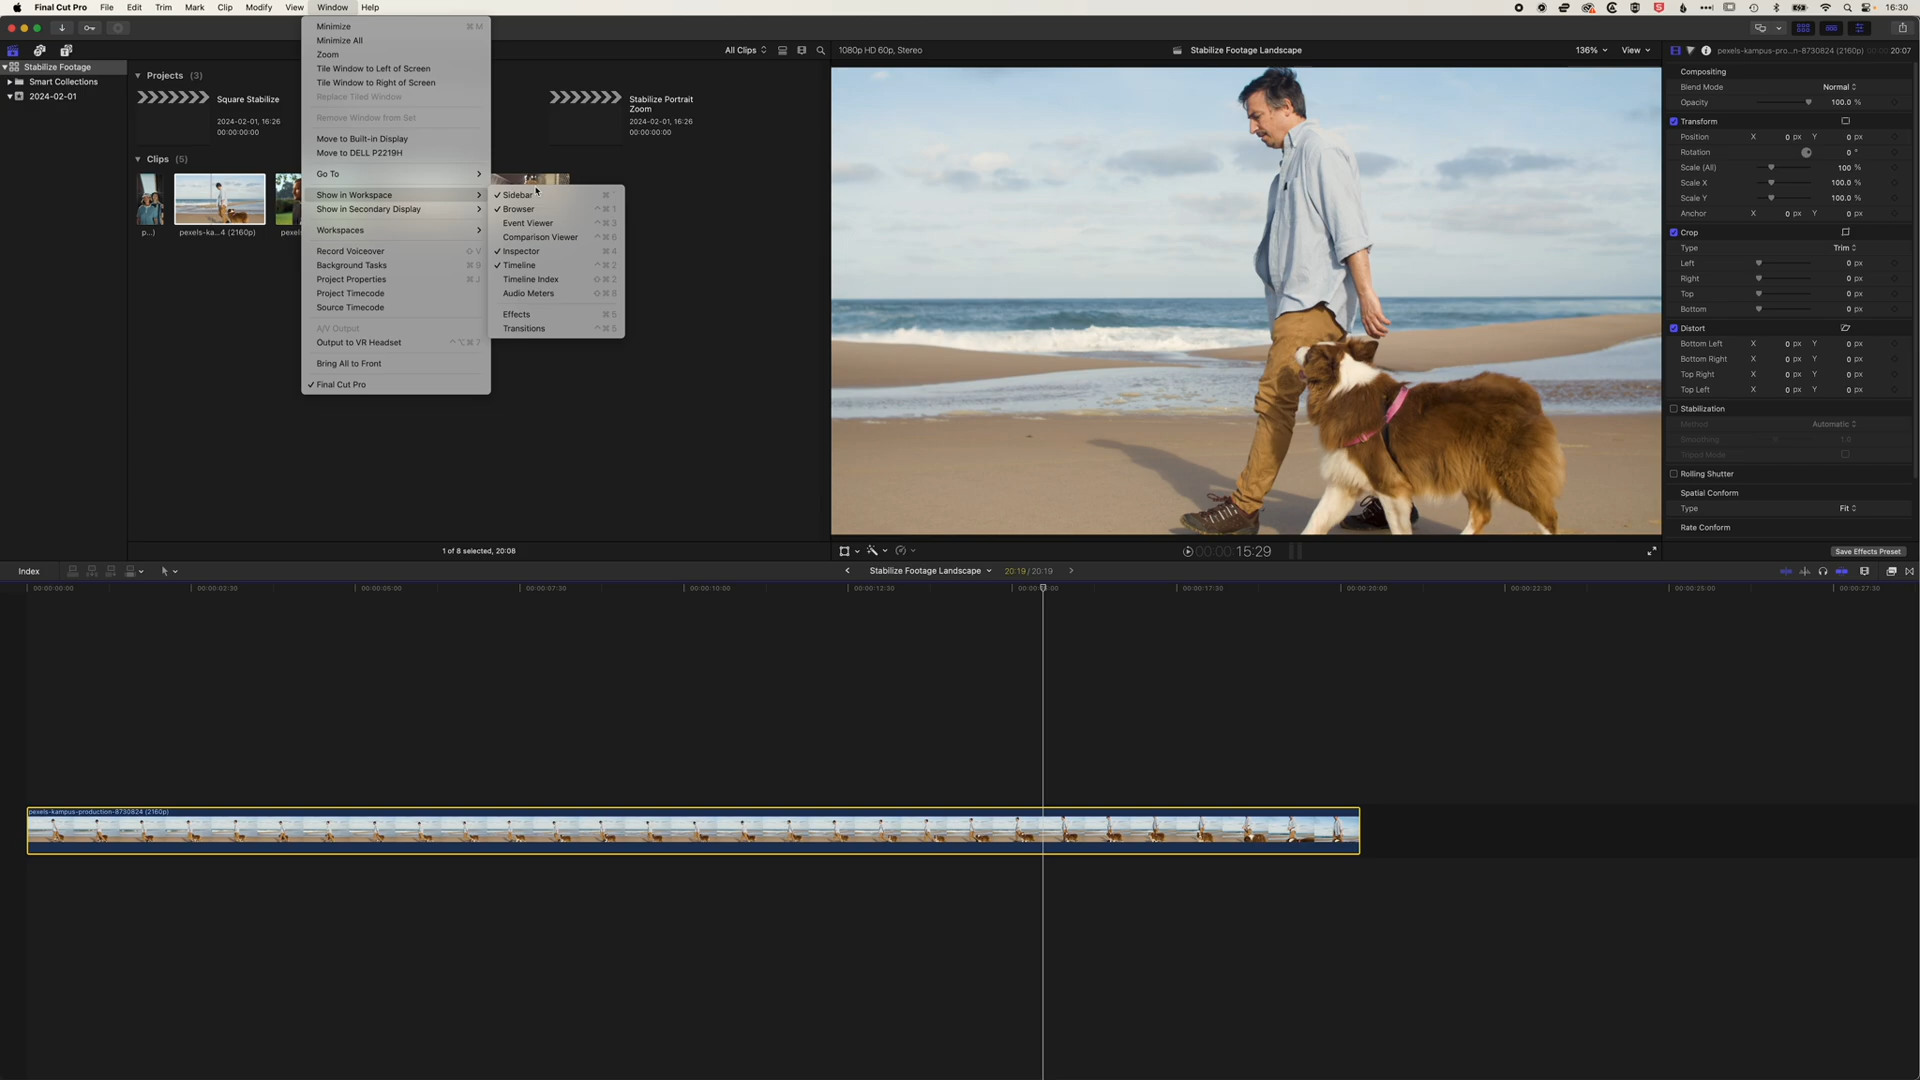 Final Cut Pro File Edit Trim Mark Clip Modify View Window Help 16:30
All Clips 1080p HD 60p, Stereo Stabilize Footage Landscape 136% View pexels-kampus-pro...n-8730824 (2160p) 20:07
Stabilize Footage
Smart Collections
2024-02-01
Projects (3)
Square Stabilize
2024-02-01, 16:26
00:00:00:00
Stabilize Portrait
Zoom
2024-02-01, 16:26
00:00:00:00
Clips (5)
p...)
pexels-ka...4 (2160p)
pexels
1 of 8 selected, 20:08
Minimize ⌘ M
Minimize All
Zoom
Tile Window to Left of Screen
Tile Window to Right of Screen
Replace Tiled Window
Remove Window from Set
Move to Built-in Display
Move to DELL P2219H
Go To
Show in Workspace
Show in Secondary Display
Workspaces
Record Voiceover ⇧ V
Background Tasks ⌘ 9
Project Properties ⌘ J
Project Timecode
Source Timecode
A/V Output
Output to VR Headset ⌃⌥⌘ 7
Bring All to Front
✓ Final Cut Pro
✓ Sidebar ⌘
✓ Browser ⌃⌘ 1
Event Viewer ⌃⌘ 3
Comparison Viewer ⌃⌘ 6
✓ Inspector ⌘ 4
✓ Timeline ⌃⌘ 2
Timeline Index ⇧⌘ 2
Audio Meters ⇧⌘ 8
Effects ⌘ 5
Transitions ⌃⌘ 5
Compositing
Blend Mode Normal
Opacity 100.0 %
Transform
Position X 0 px Y 0 px
Rotation 0 °
Scale (All) 100 %
Scale X 100.0 %
Scale Y 100.0 %
Anchor X 0 px Y 0 px
Crop
Type Trim
Left 0 px
Right 0 px
Top 0 px
Bottom 0 px
Distort
Bottom Left X 0 px Y 0 px
Bottom Right X 0 px Y 0 px
Top Right X 0 px Y 0 px
Top Left X 0 px Y 0 px
Stabilization
Method Automatic
Smoothing 1.0
Tripod Mode
Rolling Shutter
Spatial Conform
Type Fit
Rate Conform
Save Effects Preset
00:00:00:15:29
Index Stabilize Footage Landscape 20:19 / 20:19
00:00:00:00 00:00:02:30 00:00:05:00 00:00:07:30 00:00:10:00 00:00:12:30 00:00:17:30 00:00:20:00 00:00:22:30 00:00:25:00 00:00:27:30
pexels-kampus-production-8730824 (2160p)